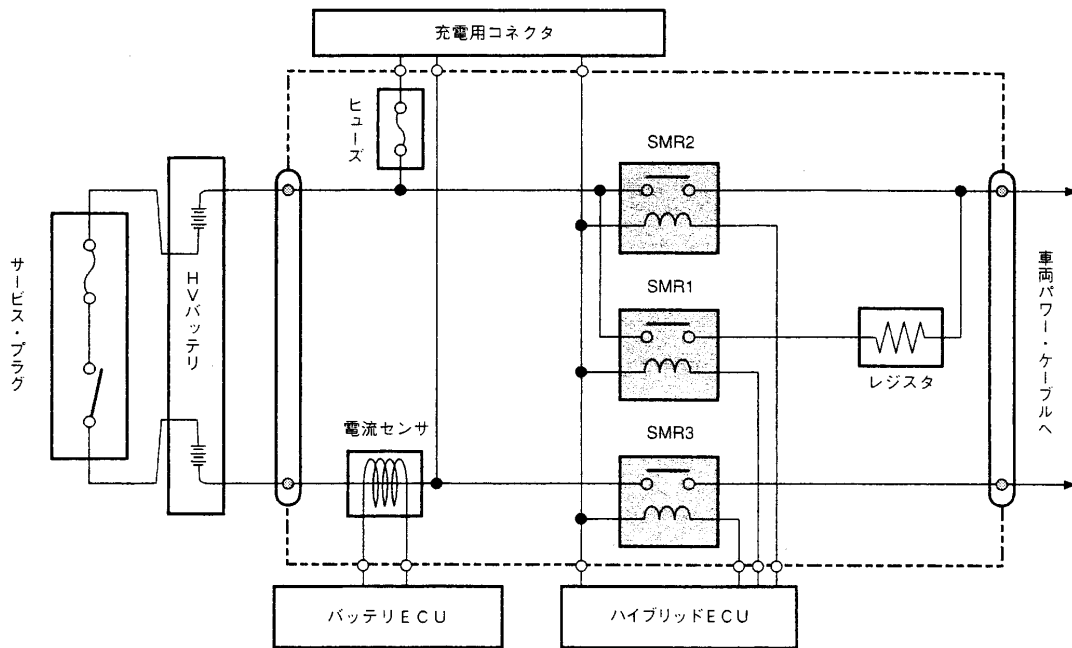 充電用コネクタ
ヒューズ
SMR2
サービス・プラグ
HVバッテリ
SMR1
車両パワー・ケーブルへ
レジスタ
電流センサ
SMR3
バッテリECU
ハイブリッドECU